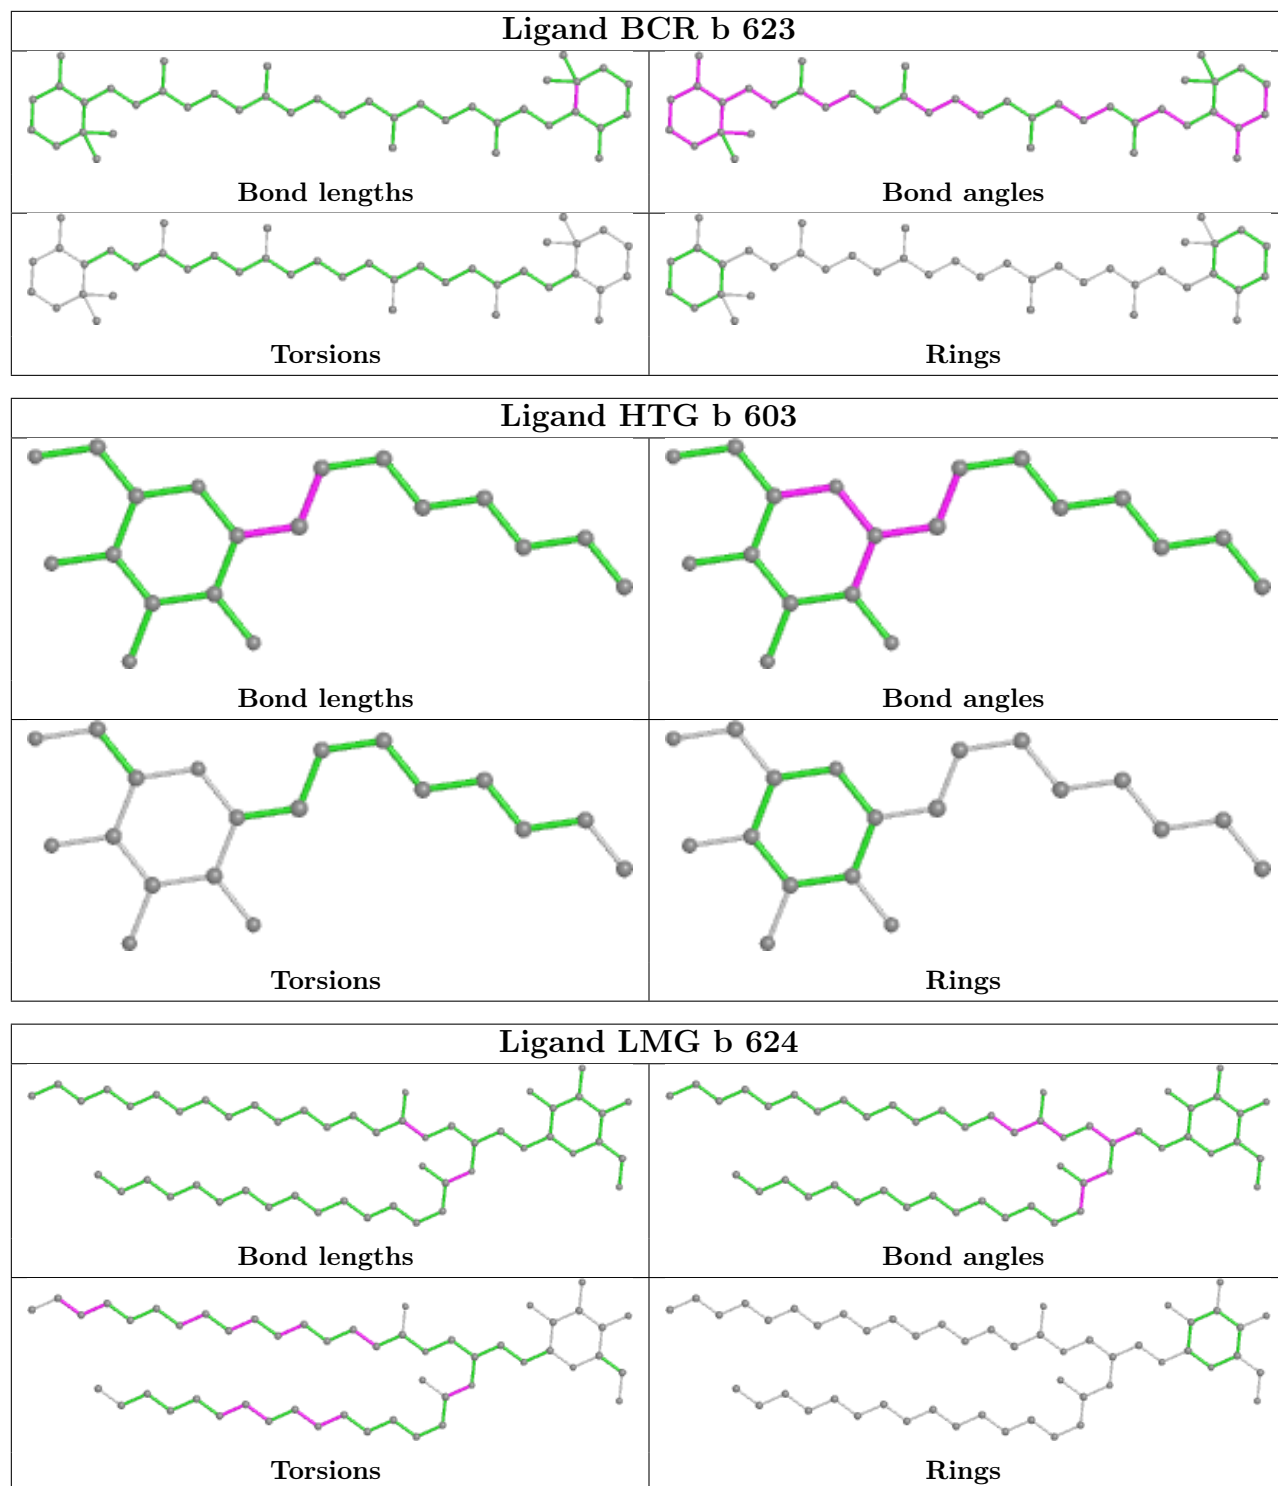 Ligand BCR b 623
Bond lengths
Bond angles
Torsions
Rings
Ligand HTG b 603
Bond lengths
Bond angles
Torsions
Rings
Ligand LMG b 624
Bond lengths
Bond angles
Torsions
Rings